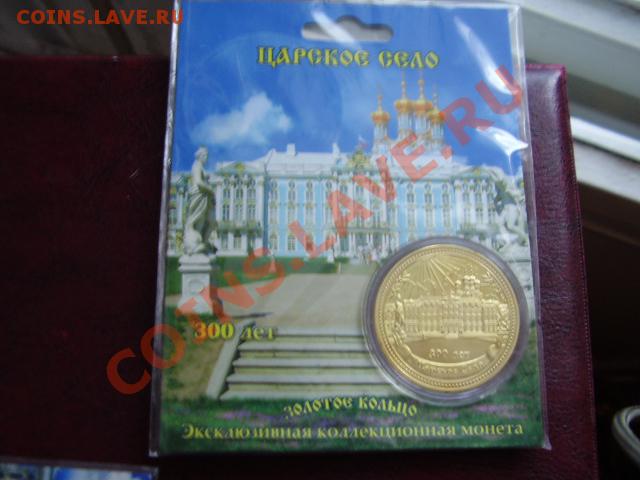 COINS.LAVE.RU
ЦАРСКОЕ СЕЛО
COINS.LAVE.RU
300 лет
300 ЛЕТ
ЗОЛОТОЕ КОЛЬЦО
Эксклюзивная коллекционная монета